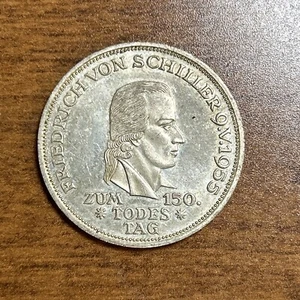 FRIEDRICH VON SCHILLER·9.V.1955
ZUM 150.
* TODES *
TAG